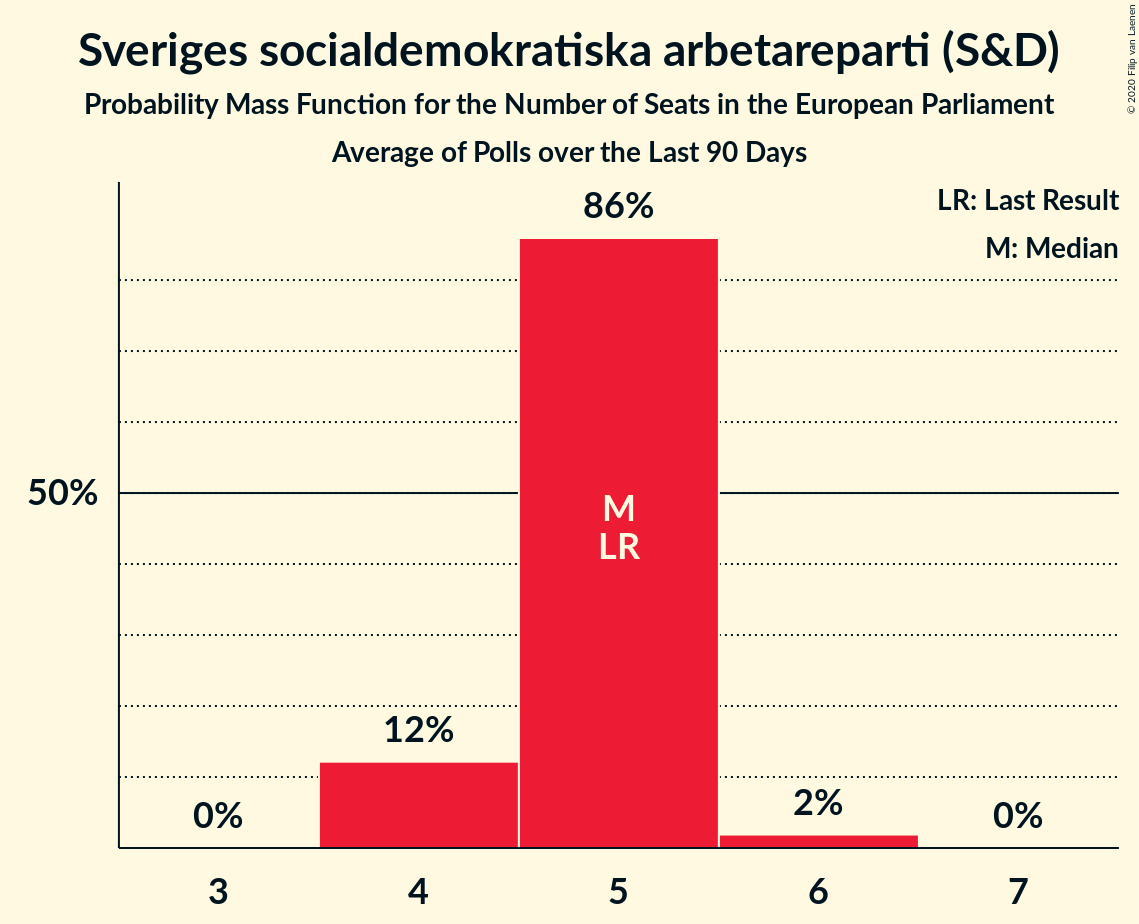 Sveriges socialdemokratiska arbetareparti (S&D)
Probability Mass Function for the Number of Seats in the European Parliament
Average of Polls over the Last 90 Days
© 2020 Filip van Laenen
LR: Last Result
M: Median
86%
50%
M
LR
12%
2%
0%
0%
3 4 5 6 7